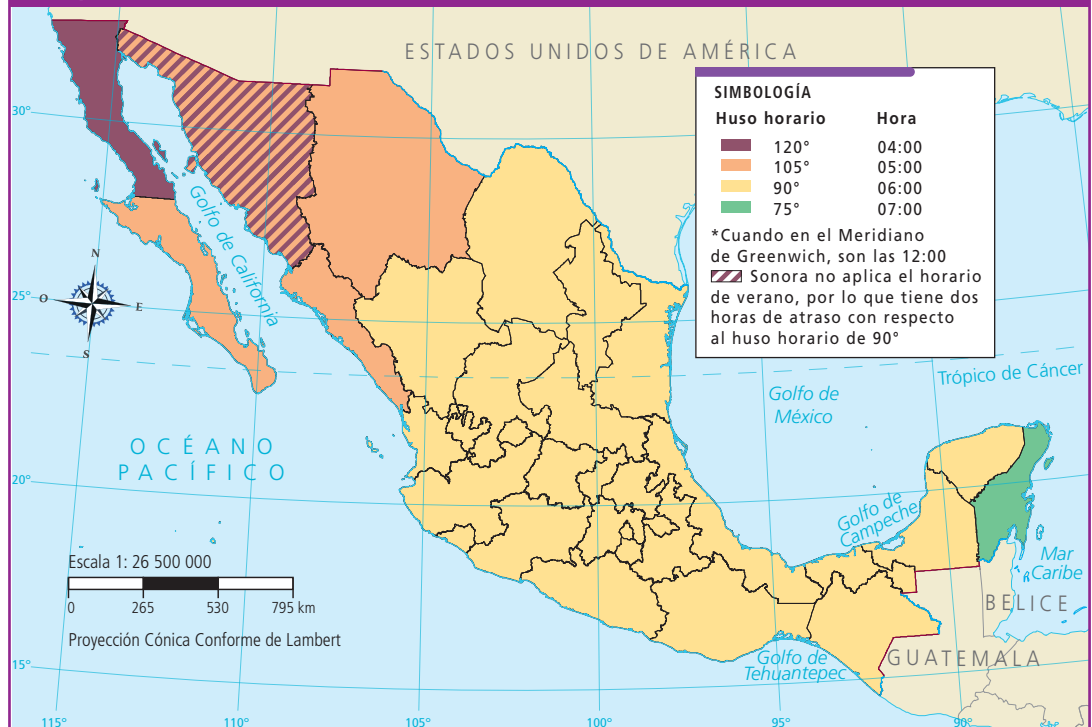 ESTADOS UNIDOS DE AMÉRICA
SIMBOLOGÍA
Huso horario Hora
120° 04:00
105° 05:00
90° 06:00
75° 07:00
*Cuando en el Meridiano
de Greenwich, son las 12:00
Sonora no aplica el horario
de verano, por lo que tiene dos
horas de atraso con respecto
al huso horario de 90°
30°
25°
20°
15°
N
O
E
S
Golfo de California
Trópico de Cáncer
Golfo de
México
OCÉANO
PACÍFICO
Golfo de
Campeche
Mar
Caribe
BELICE
GUATEMALA
Golfo de
Tehuantepec
Escala 1: 26 500 000
0 265 530 795 km
Proyección Cónica Conforme de Lambert
115° 110° 105° 100° 95° 90°